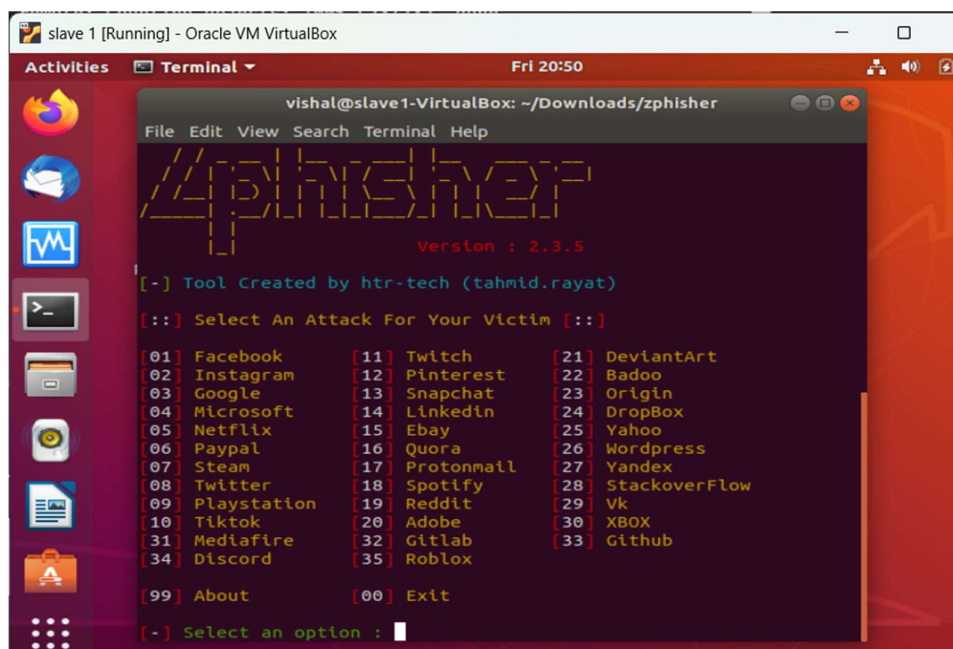 slave 1 [Running] - Oracle VM VirtualBox
Activities Terminal Fri 20:50
vishal@slave1-VirtualBox: ~/Downloads/zphisher
File Edit View Search Terminal Help
Zphisher
Version : 2.3.5
[-] Tool Created by htr-tech (tahmid.rayat)
[::] Select An Attack For Your Victim [::]
[01] Facebook [11] Twitch [21] DeviantArt
[02] Instagram [12] Pinterest [22] Badoo
[03] Google [13] Snapchat [23] Origin
[04] Microsoft [14] Linkedin [24] DropBox
[05] Netflix [15] Ebay [25] Yahoo
[06] Paypal [16] Quora [26] Wordpress
[07] Steam [17] Protonmail [27] Yandex
[08] Twitter [18] Spotify [28] StackoverFlow
[09] Playstation [19] Reddit [29] Vk
[10] Tiktok [20] Adobe [30] XBOX
[31] Mediafire [32] Gitlab [33] Github
[34] Discord [35] Roblox
[99] About [00] Exit
[-] Select an option :